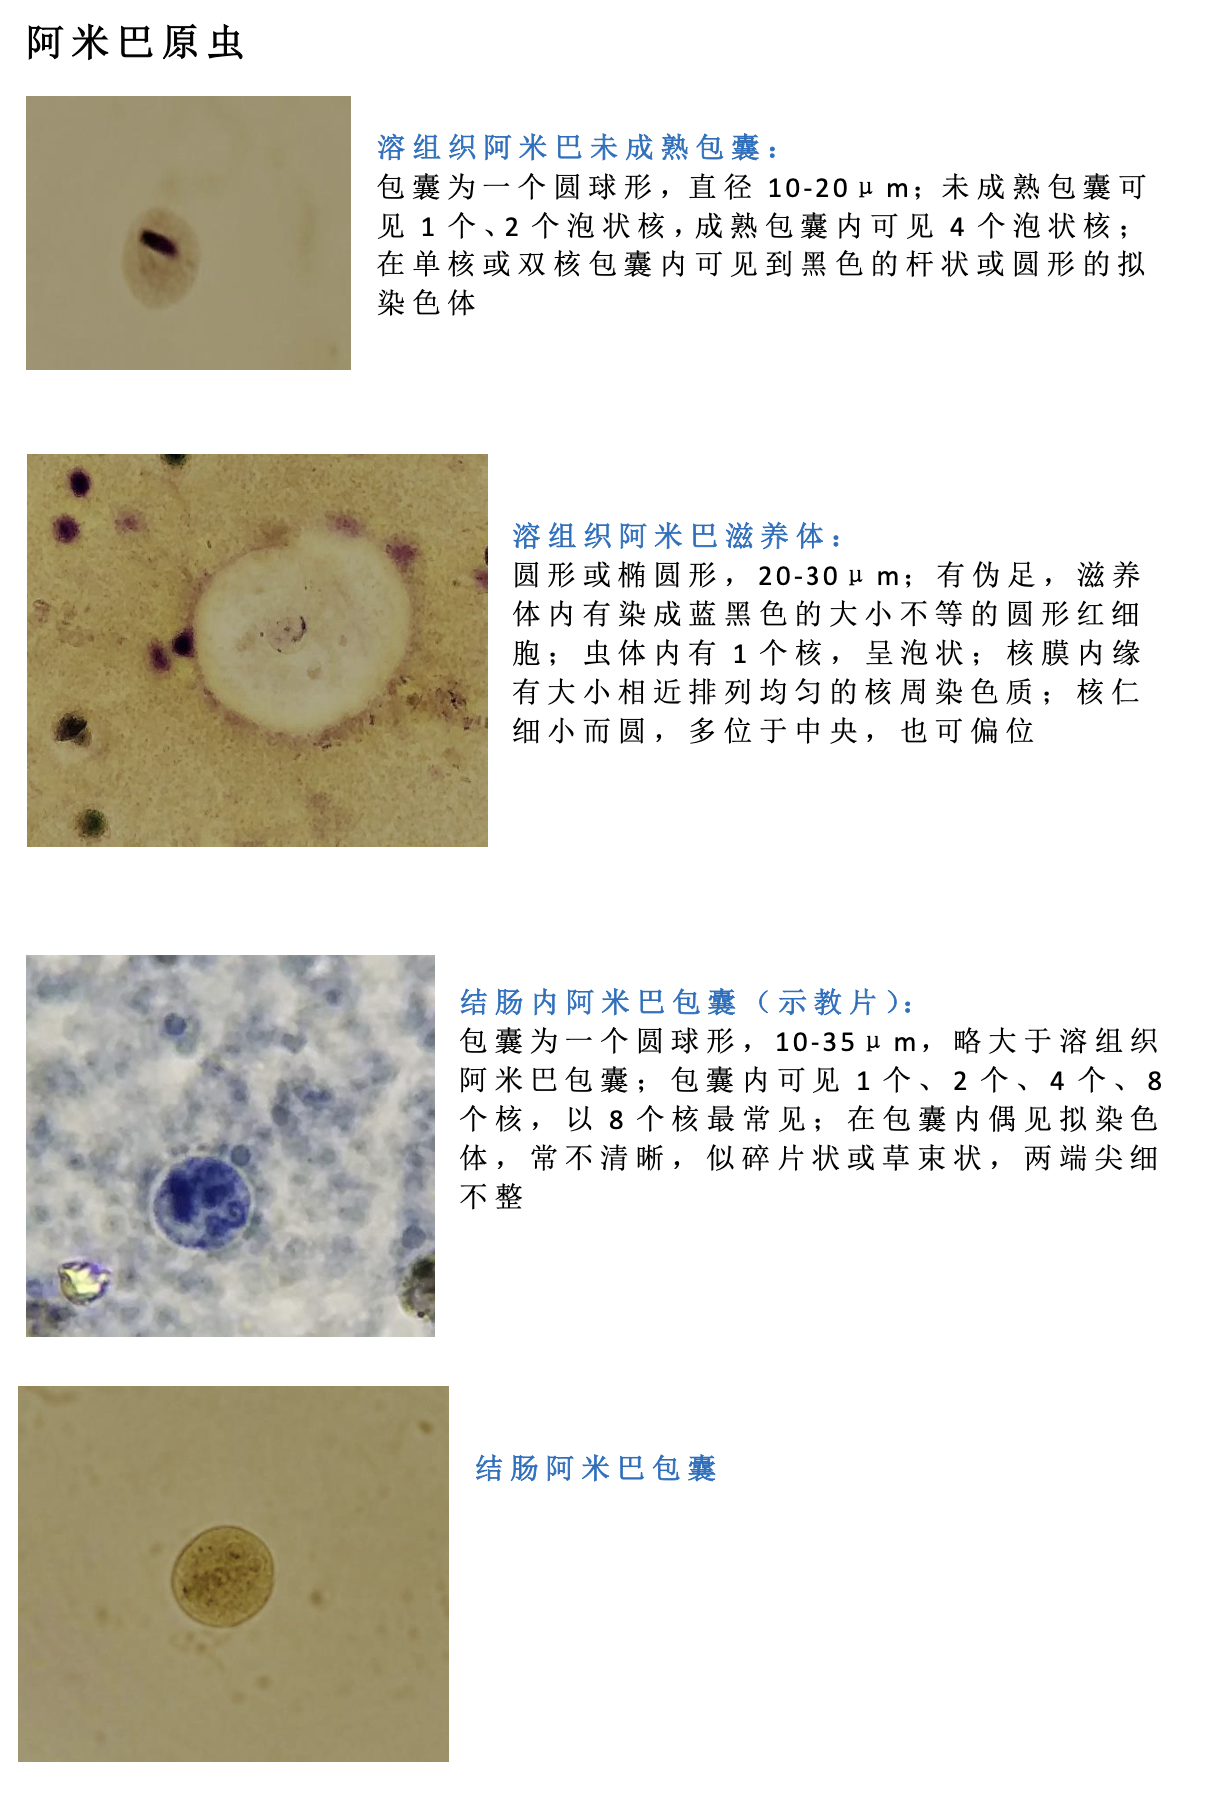 阿米巴原虫
溶组织阿米巴未成熟包囊：
包囊为一个圆球形，直径 10-20μm；未成熟包囊可
见 1 个、2 个泡状核，成熟包囊内可见 4 个泡状核；
在单核或双核包囊内可见到黑色的杆状或圆形的拟
染色体
溶组织阿米巴滋养体：
圆形或椭圆形，20-30μm；有伪足，滋养
体内有染成蓝黑色的大小不等的圆形红细
胞；虫体内有 1 个核，呈泡状；核膜内缘
有大小相近排列均匀的核周染色质；核仁
细小而圆，多位于中央，也可偏位
结肠内阿米巴包囊（示教片）：
包囊为一个圆球形，10-35μm，略大于溶组织
阿米巴包囊；包囊内可见 1 个、2 个、4 个、8
个核，以 8 个核最常见；在包囊内偶见拟染色
体，常不清晰，似碎片状或草束状，两端尖细
不整
结肠阿米巴包囊